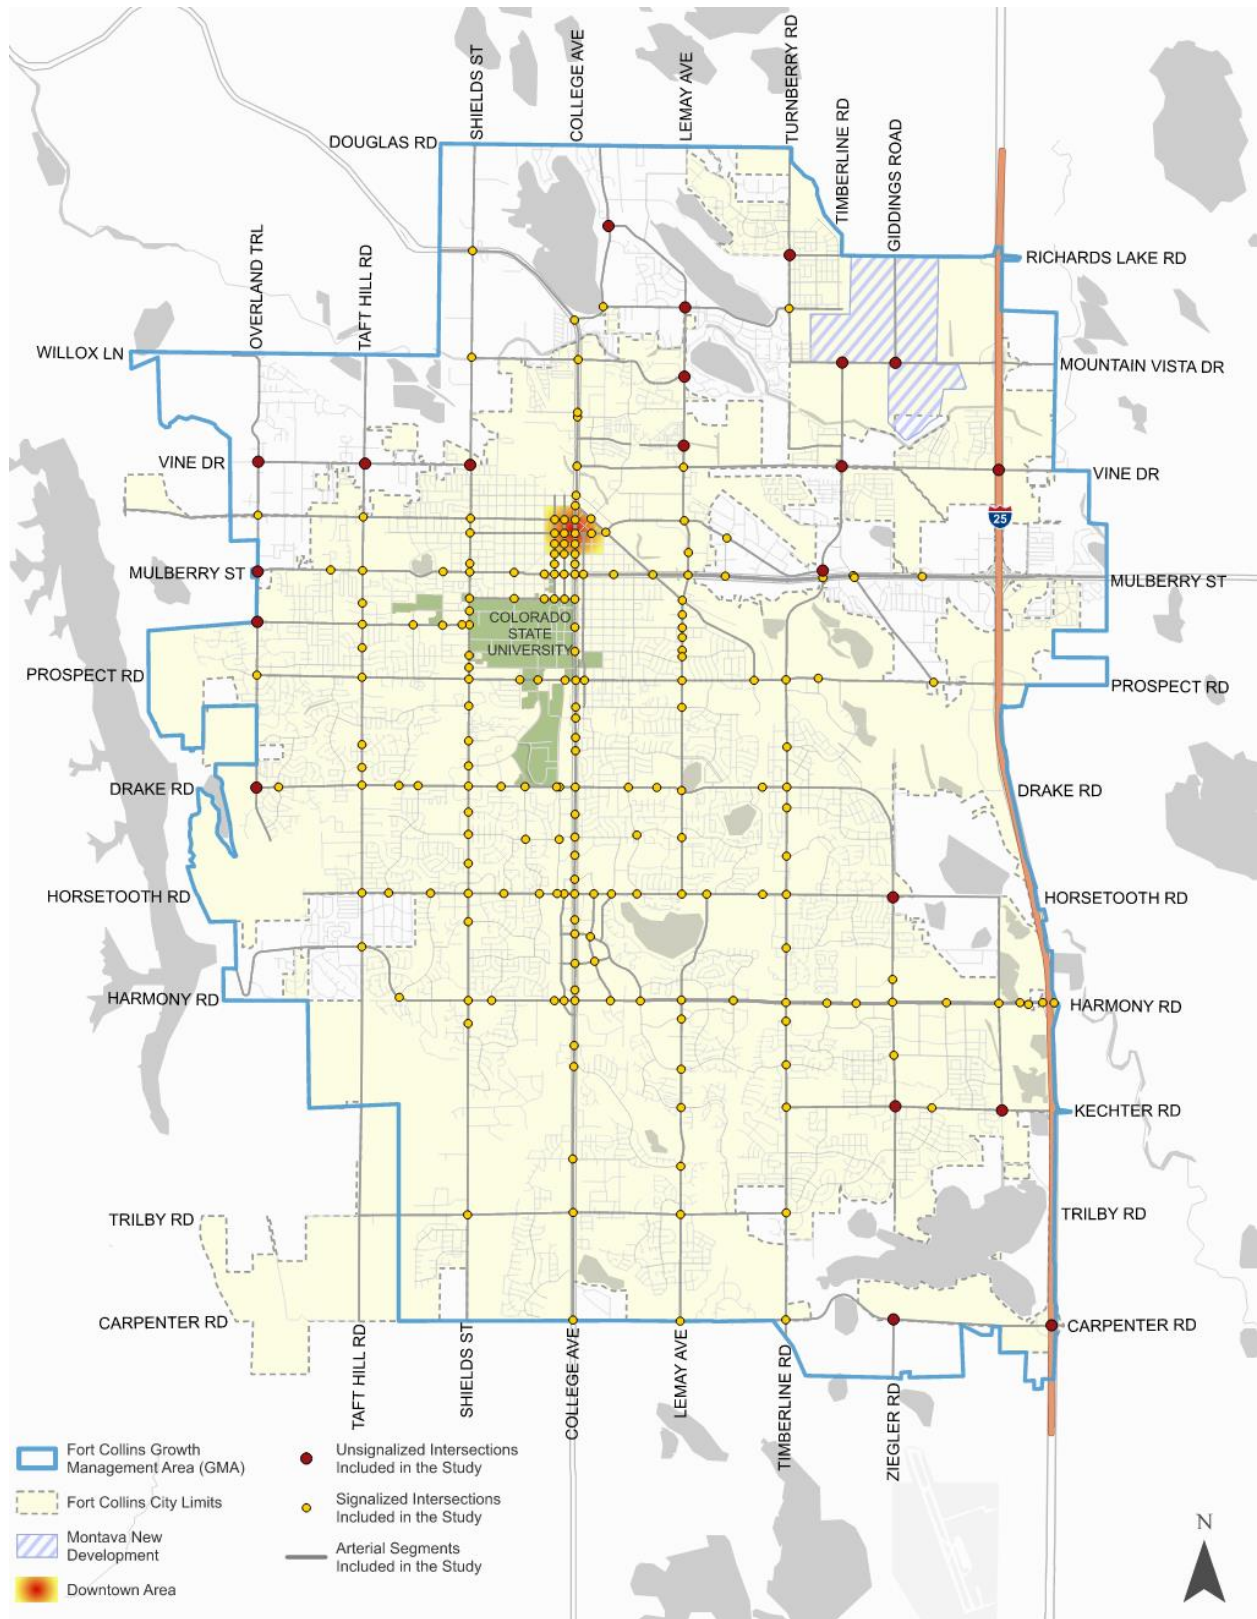 SHIELDS ST
COLLEGE AVE
LEMAY AVE
TURNBERRY RD
DOUGLAS RD
TIMBERLINE RD
GIDDINGS ROAD
OVERLAND TRL
TAFT HILL RD
RICHARDS LAKE RD
WILLOX LN
MOUNTAIN VISTA DR
VINE DR
VINE DR
25
MULBERRY ST
MULBERRY ST
COLORADO
STATE
UNIVERSITY
PROSPECT RD
PROSPECT RD
DRAKE RD
DRAKE RD
HORSETOOTH RD
HORSETOOTH RD
HARMONY RD
HARMONY RD
KECHTER RD
TRILBY RD
TRILBY RD
CARPENTER RD
CARPENTER RD
TAFT HILL RD
SHIELDS ST
COLLEGE AVE
LEMAY AVE
TIMBERLINE RD
ZIEGLER RD
Fort Collins Growth
Management Area (GMA)
Fort Collins City Limits
Montava New
Development
Downtown Area
Unsignalized Intersections
Included in the Study
Signalized Intersections
Included in the Study
Arterial Segments
Included in the Study
N